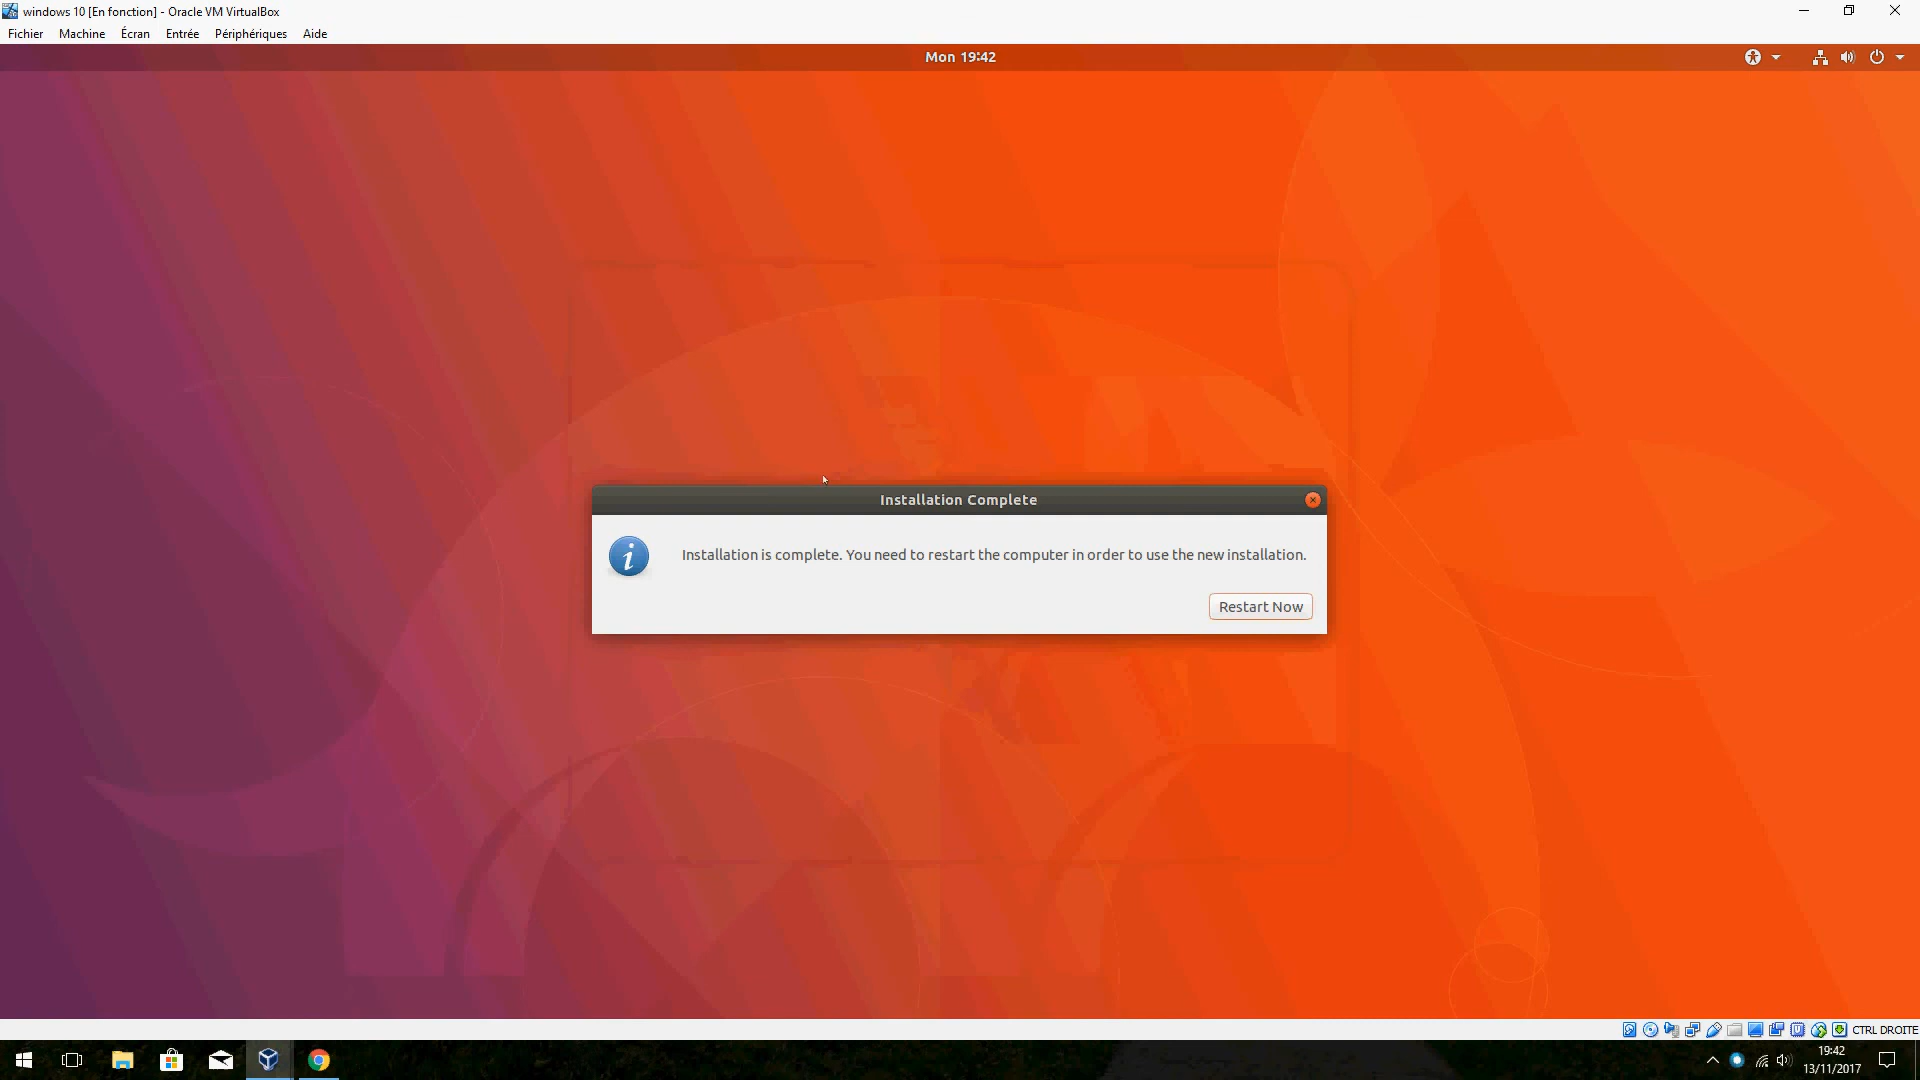 windows 10 [En fonction] - Oracle VM VirtualBox
Fichier Machine Écran Entrée Périphériques Aide
Mon 19:42
Installation Complete
Installation is complete. You need to restart the computer in order to use the new installation.
Restart Now
CTRL DROITE
19:42
13/11/2017